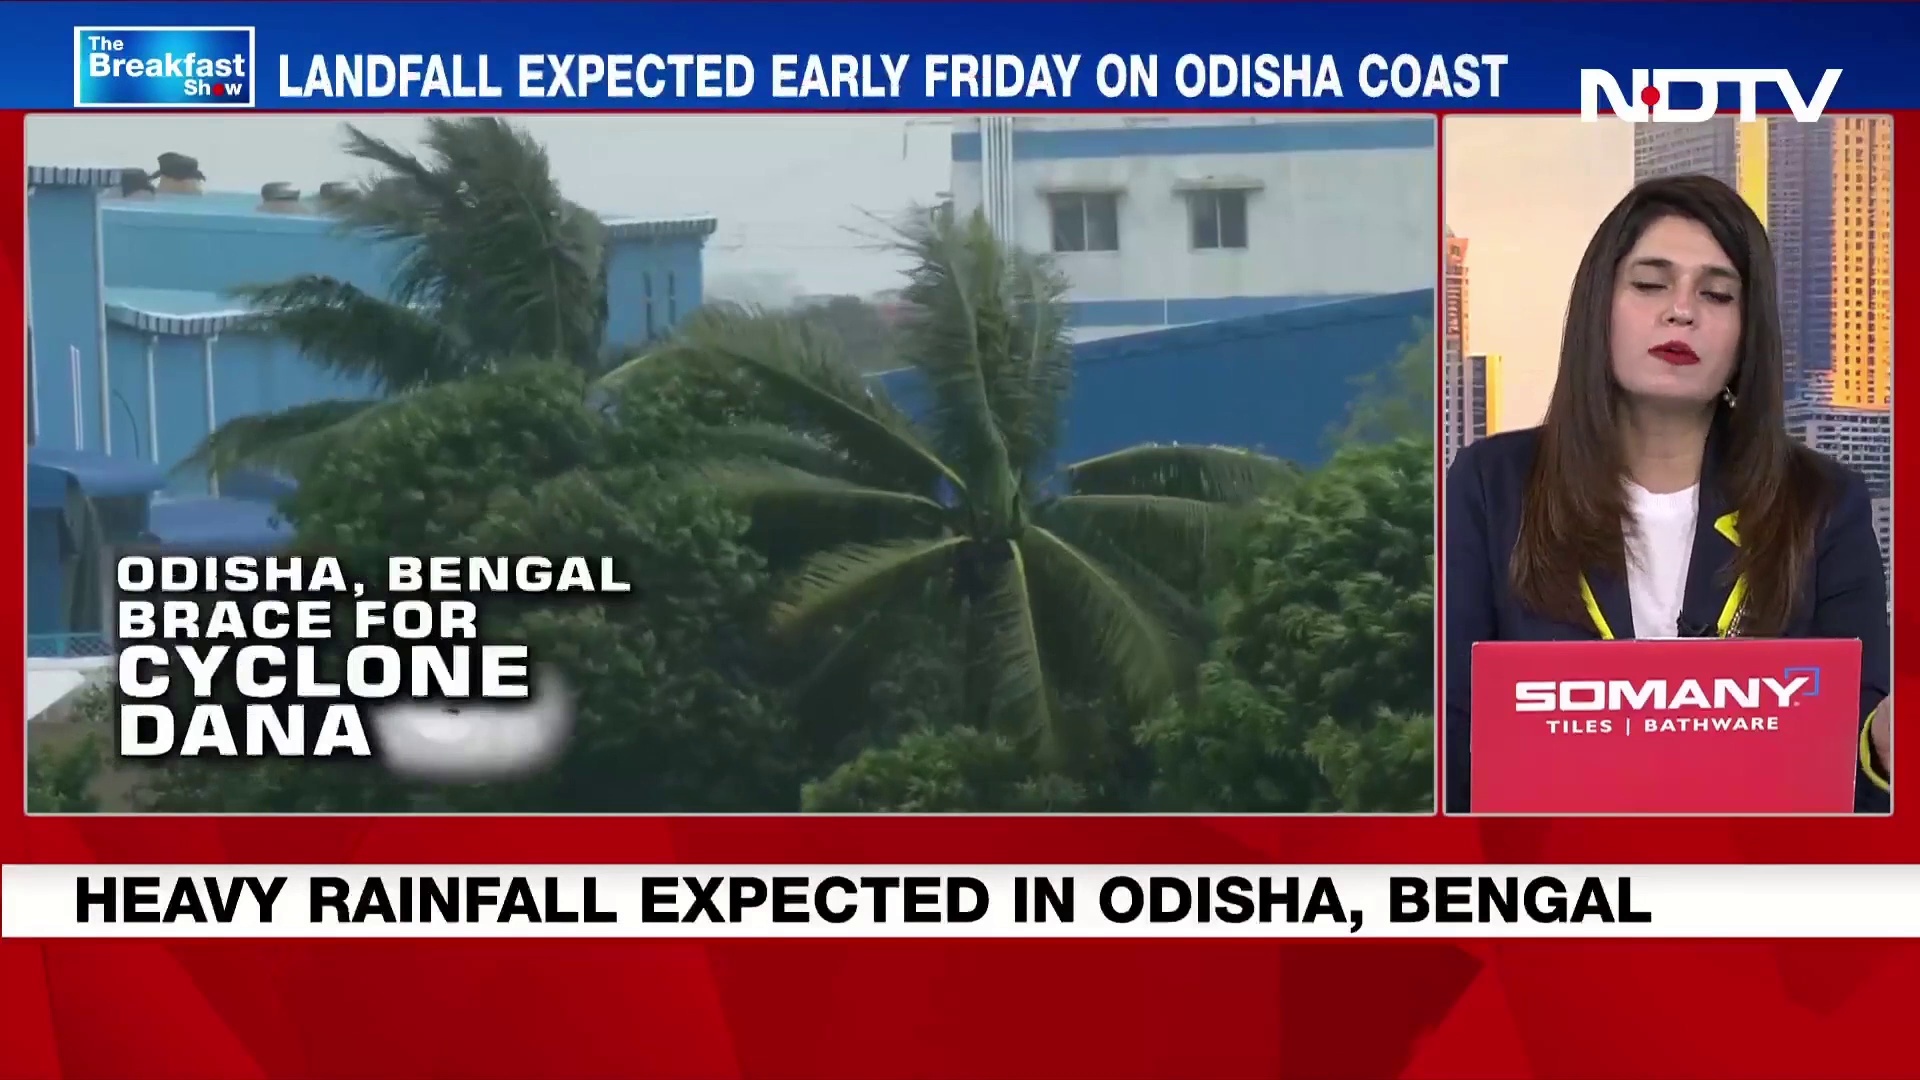 The
Breakfast
Show
LANDFALL EXPECTED EARLY FRIDAY ON ODISHA COAST
NDTV
ODISHA, BENGAL
BRACE FOR
CYCLONE
DANA
SOMANY
TILES | BATHWARE
HEAVY RAINFALL EXPECTED IN ODISHA, BENGAL